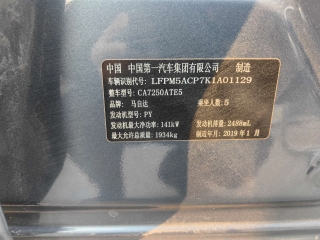 中国 中国第一汽车集团有限公司 制造
车辆识别代号: LFPM5ACP7K1A01129
整车型号: CA7250ATE5
品牌: 马自达 乘坐人数: 5
发动机型号: PY
发动机最大净功率: 141kW 发动机排量: 2488mL
最大允许总质量: 1934kg 制造年月: 2019年1月